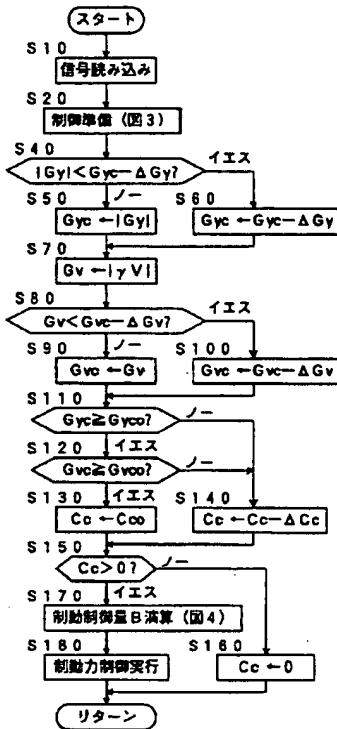 スタート
S10
信号読み込み
S20
制御準備 (図3)
S40
|Gy|<Gyc−ΔGy?
イエス
S50
ノー
S60
Gyc←|Gy|
Gyc←Gyc−ΔGy
S70
Gv←|γV|
S80
イエス
Gv<Gvc−ΔGv?
S90
ノー
S100
Gvc←Gv
Gvc←Gvc−ΔGv
S110
Gyc≧Gyco?
ノー
S120
イエス
Gvc≧Gvco?
ノー
S130
イエス
S140
Cc←Cco
Cc←Cc−ΔCc
S150
Cc>0?
ノー
S170
イエス
制動制御量B演算 (図4)
S180
S160
制動力制御実行
Cc←0
リターン